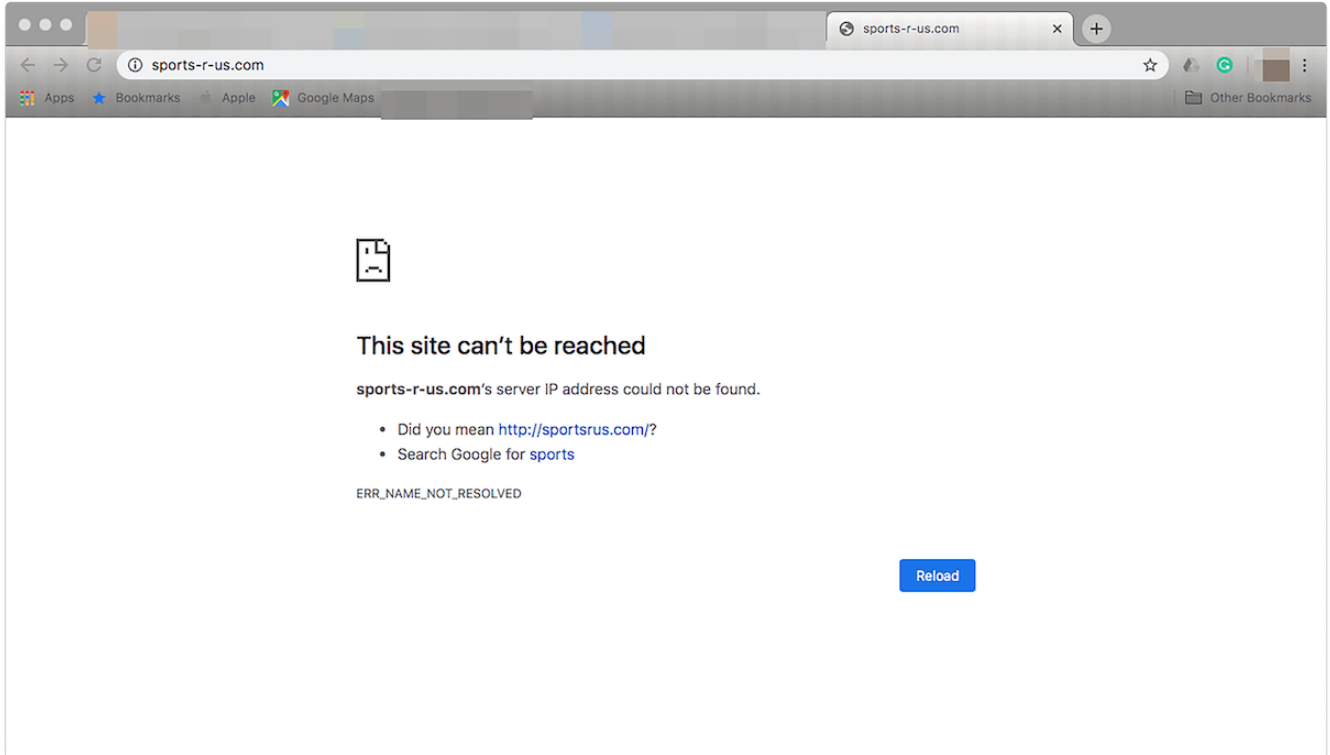 sports-r-us.com
sports-r-us.com
Apps Bookmarks Apple Google Maps Other Bookmarks
This site can’t be reached
sports-r-us.com’s server IP address could not be found.
• Did you mean http://sportsrus.com/?
• Search Google for sports
ERR_NAME_NOT_RESOLVED
Reload